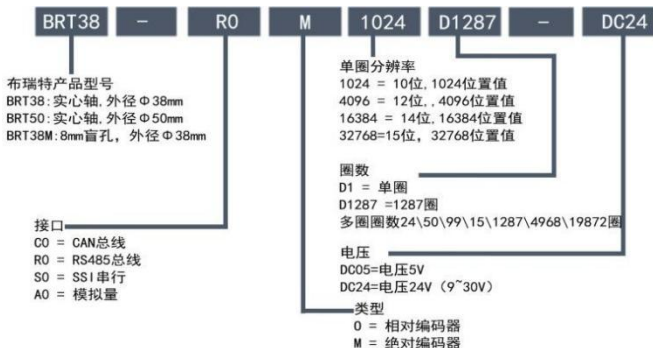 BRT38 - R0 M 1024 D1287 - DC24
布瑞特产品型号
BRT38:实心轴,外径Φ38mm
BRT50:实心轴,外径Φ50mm
BRT38M:8mm盲孔，外径Φ38mm
单圈分辨率
1024 = 10位,1024位置值
4096 = 12位,,4096位置值
16384 = 14位,16384位置值
32768=15位，32768位置值
圈数
D1 = 单圈
D1287 =1287圈
多圈圈数24\50\99\15\1287\4968\19872圈
接口
C0 = CAN总线
R0 = RS485总线
S0 = SSI串行
A0 = 模拟量
电压
DC05=电压5V
DC24=电压24V（9~30V）
类型
O = 相对编码器
M = 绝对编码器